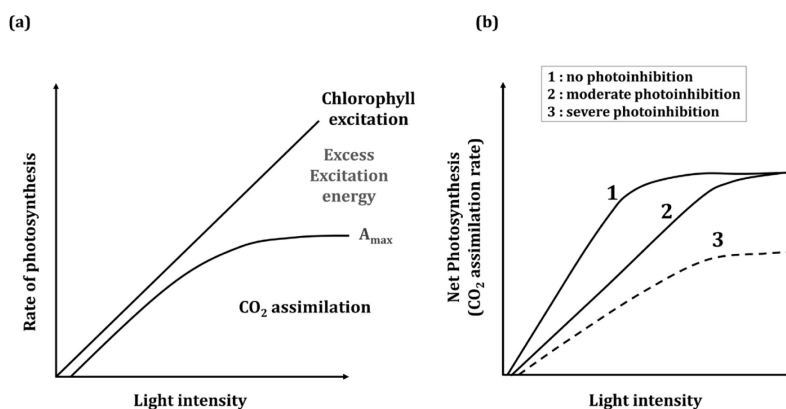 (a)
Rate of photosynthesis
Chlorophyll
excitation
Excess
Excitation
energy
Amax
CO2 assimilation
Light intensity
(b)
1 : no photoinhibition
2 : moderate photoinhibition
3 : severe photoinhibition
Net Photosynthesis
(CO2 assimilation rate)
1
2
3
Light intensity